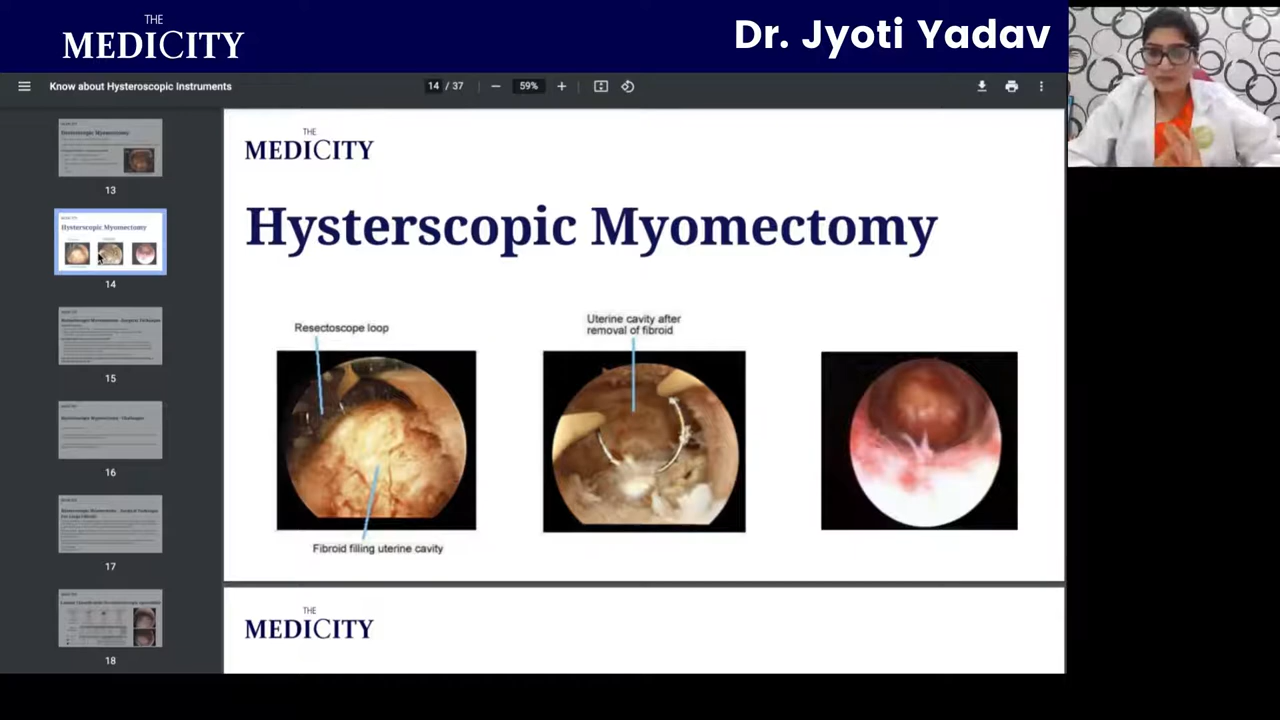 THE
MEDICITY
Dr. Jyoti Yadav
Know about Hysteroscopic Instruments
14 / 37
59%
13
14
15
16
17
18
Hysterscopic Myomectomy
THE
MEDICITY
Hysterscopic Myomectomy
Resectoscope loop
Uterine cavity after
removal of fibroid
Fibroid filling uterine cavity
THE
MEDICITY